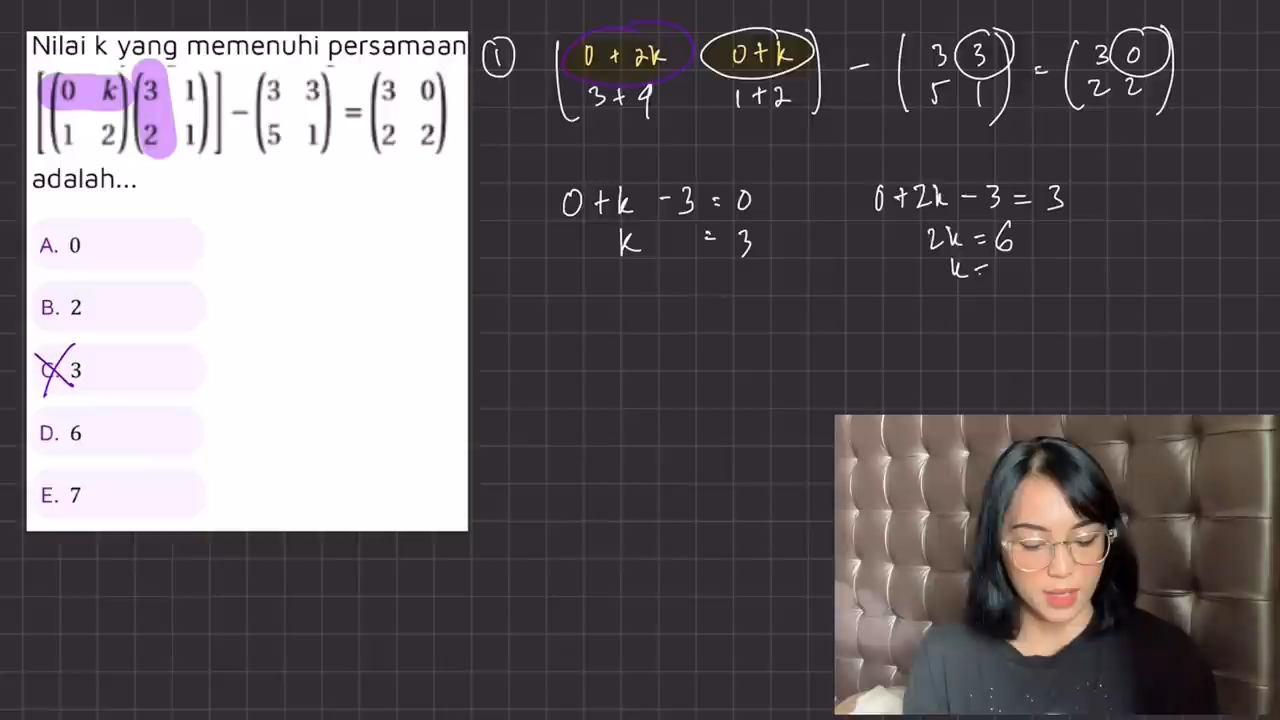 Nilai k yang memenuhi persamaan
[(0 k
1 2)(3 1
2 1)] − (3 3
5 1) = (3 0
2 2)
adalah...
A. 0
B. 2
C. 3
D. 6
E. 7
① (0 + 2k 0 + k
3 + 4 1 + 2) − (3 3
5 1) = (3 0
2 2)
0 + k − 3 = 0
k = 3
0 + 2k − 3 = 3
2k = 6
k =